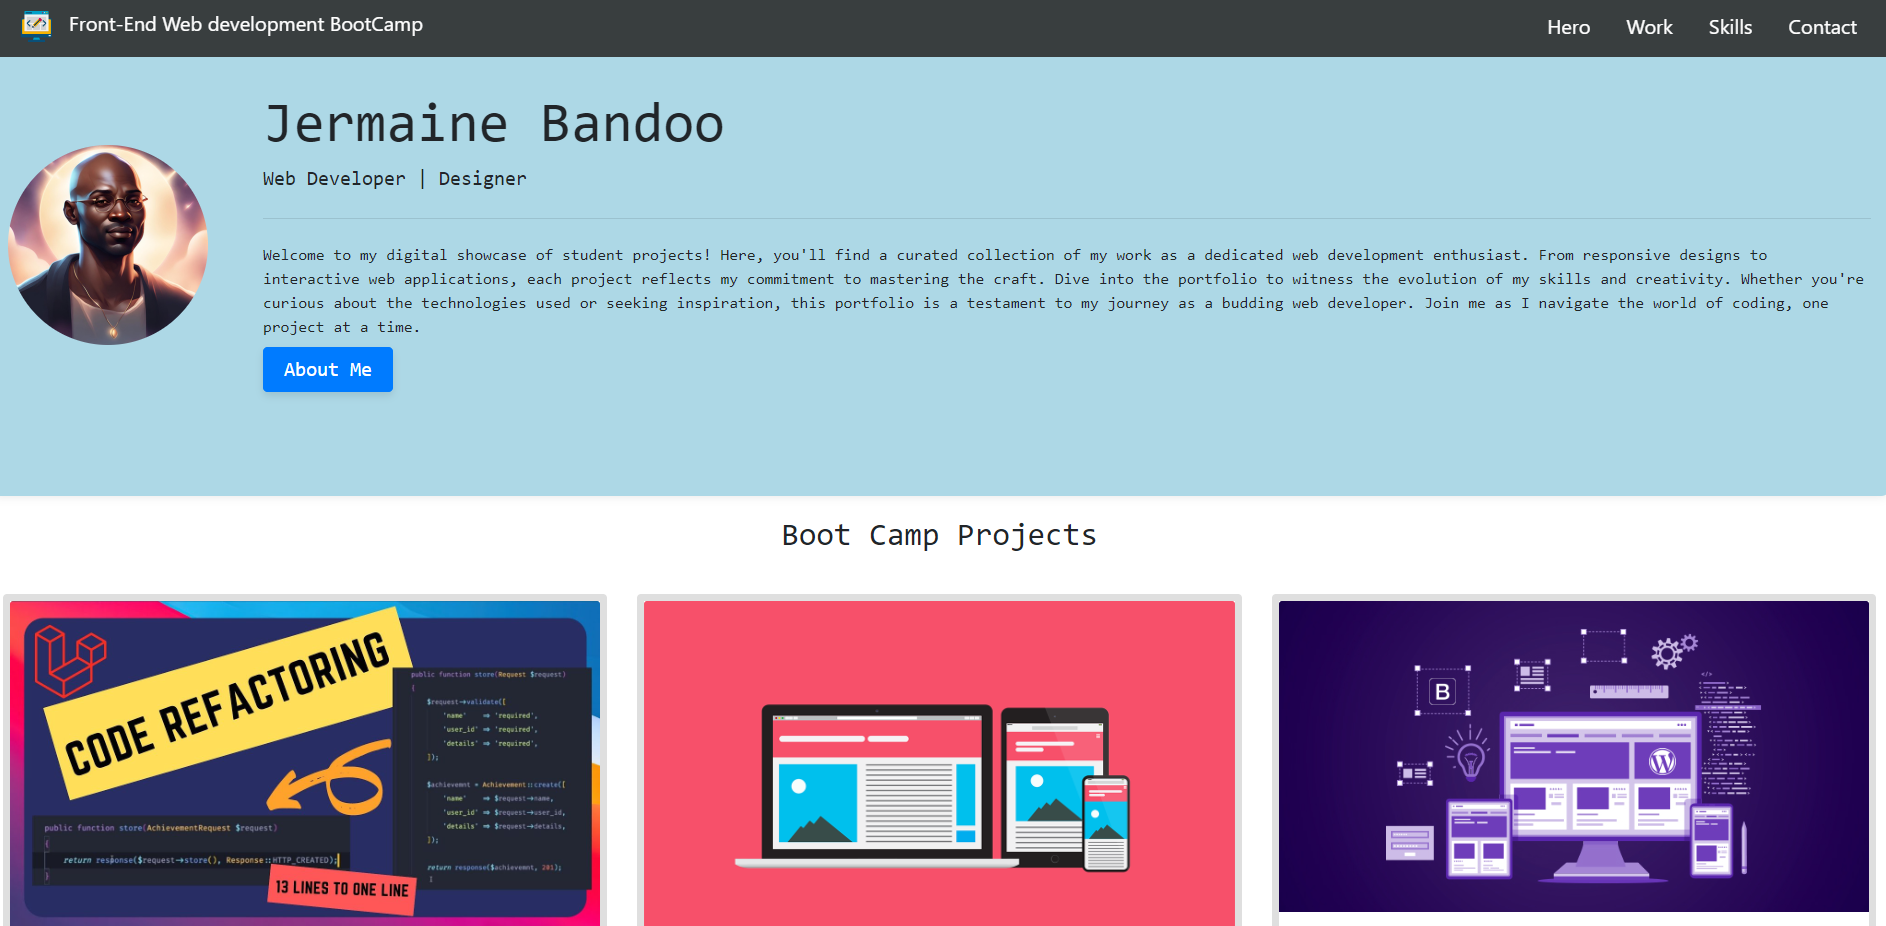 Front-End Web development BootCamp
Hero Work Skills Contact
Jermaine Bandoo
Web Developer | Designer
Welcome to my digital showcase of student projects! Here, you'll find a curated collection of my work as a dedicated web development enthusiast. From responsive designs to
interactive web applications, each project reflects my commitment to mastering the craft. Dive into the portfolio to witness the evolution of my skills and creativity. Whether you're
curious about the technologies used or seeking inspiration, this portfolio is a testament to my journey as a budding web developer. Join me as I navigate the world of coding, one
project at a time.
About Me
Boot Camp Projects
CODE REFACTORING
public function store(Request $request)
{
$request->validate([
'name' => 'required',
'user_id' => 'required',
'details' => 'required',
]);
$achievemnt = Achievement::create([
'name' => $request->name,
'user_id' => $request->user_id,
'details' => $request->details,
]);
return response($achievemnt, 201);
}
public function store(AchievementRequest $request)
{
return response($request->store(), Response::HTTP_CREATED);
}
13 LINES TO ONE LINE
B